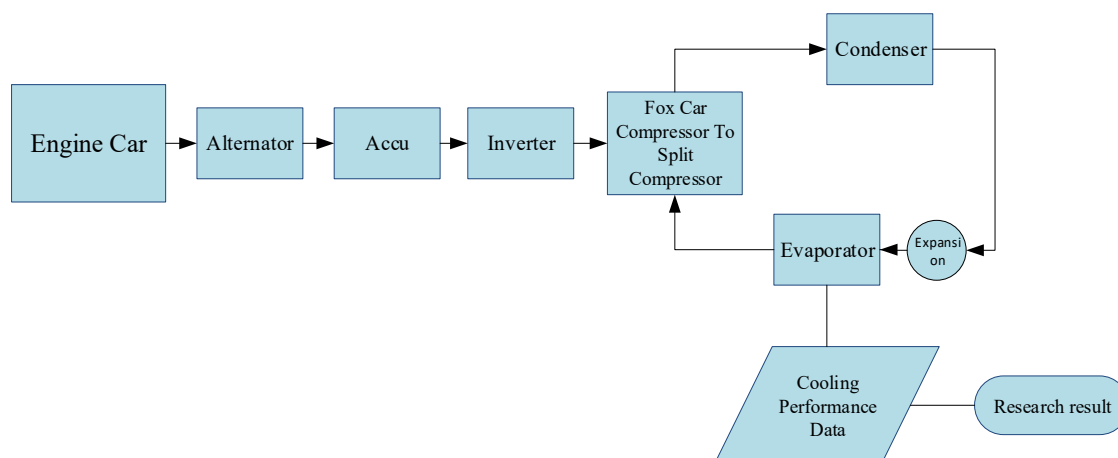 Engine Car
Alternator
Accu
Inverter
Fox Car
Compressor To
Split
Compressor
Condenser
Evaporator
Expansi
on
Cooling
Performance
Data
Research result